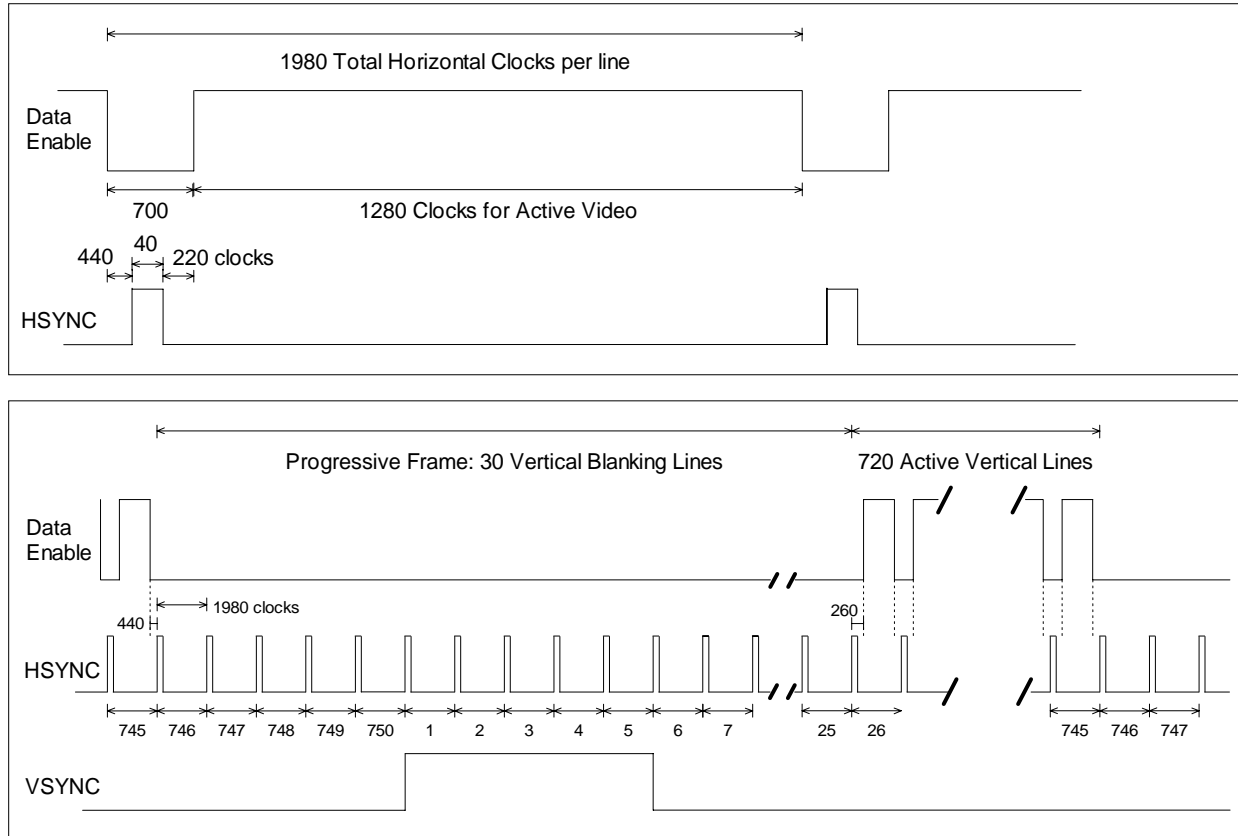 1980 Total Horizontal Clocks per line
Data
Enable
700
1280 Clocks for Active Video
40
440
220 clocks
HSYNC
Progressive Frame: 30 Vertical Blanking Lines
720 Active Vertical Lines
Data
Enable
1980 clocks
440
260
HSYNC
745 746 747 748 749 750 1 2 3 4 5 6 7 25 26 745 746 747
VSYNC